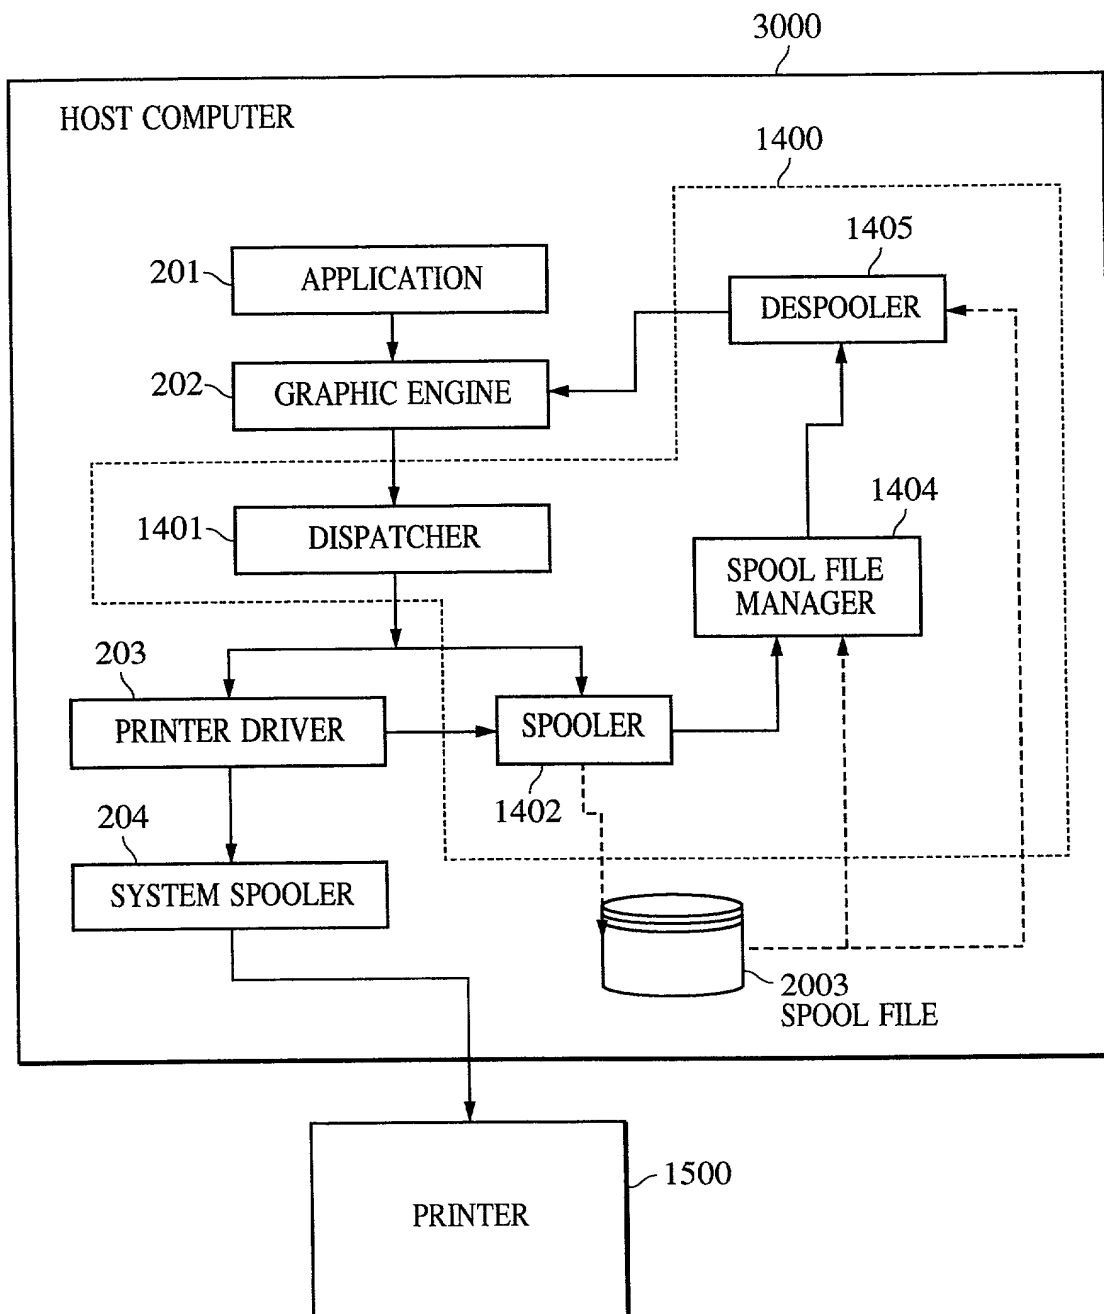 3000
HOST COMPUTER
1400
1405
201
APPLICATION
DESPOOLER
202
GRAPHIC ENGINE
1404
1401
DISPATCHER
SPOOL FILE
MANAGER
203
PRINTER DRIVER
SPOOLER
1402
204
SYSTEM SPOOLER
2003
SPOOL FILE
1500
PRINTER